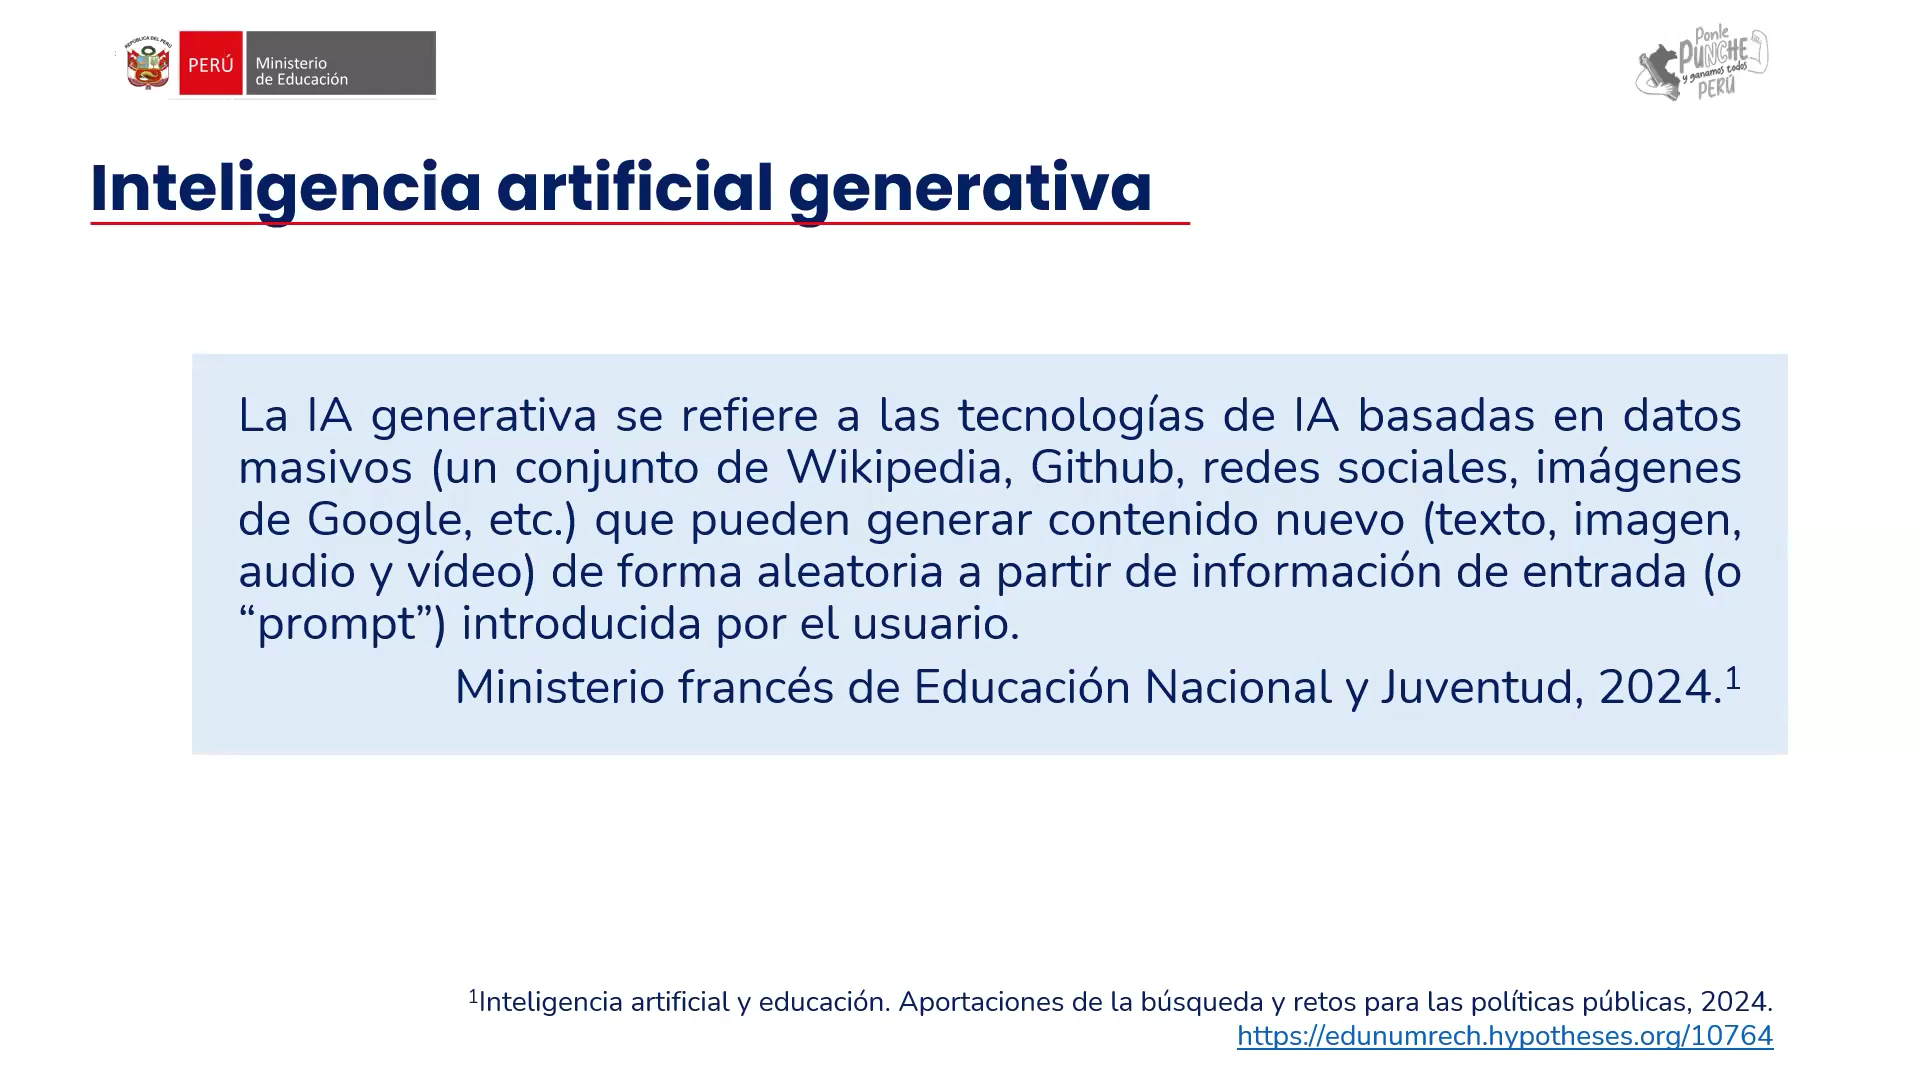 REPÚBLICA DEL PERÚ
PERÚ
Ministerio
de Educación
Ponle
PUNCHE
y ganamos todos
PERÚ
Inteligencia artificial generativa
La IA generativa se refiere a las tecnologías de IA basadas en datos
masivos (un conjunto de Wikipedia, Github, redes sociales, imágenes
de Google, etc.) que pueden generar contenido nuevo (texto, imagen,
audio y vídeo) de forma aleatoria a partir de información de entrada (o
“prompt”) introducida por el usuario.
Ministerio francés de Educación Nacional y Juventud, 2024.¹
¹Inteligencia artificial y educación. Aportaciones de la búsqueda y retos para las políticas públicas, 2024.
https://edunumrech.hypotheses.org/10764